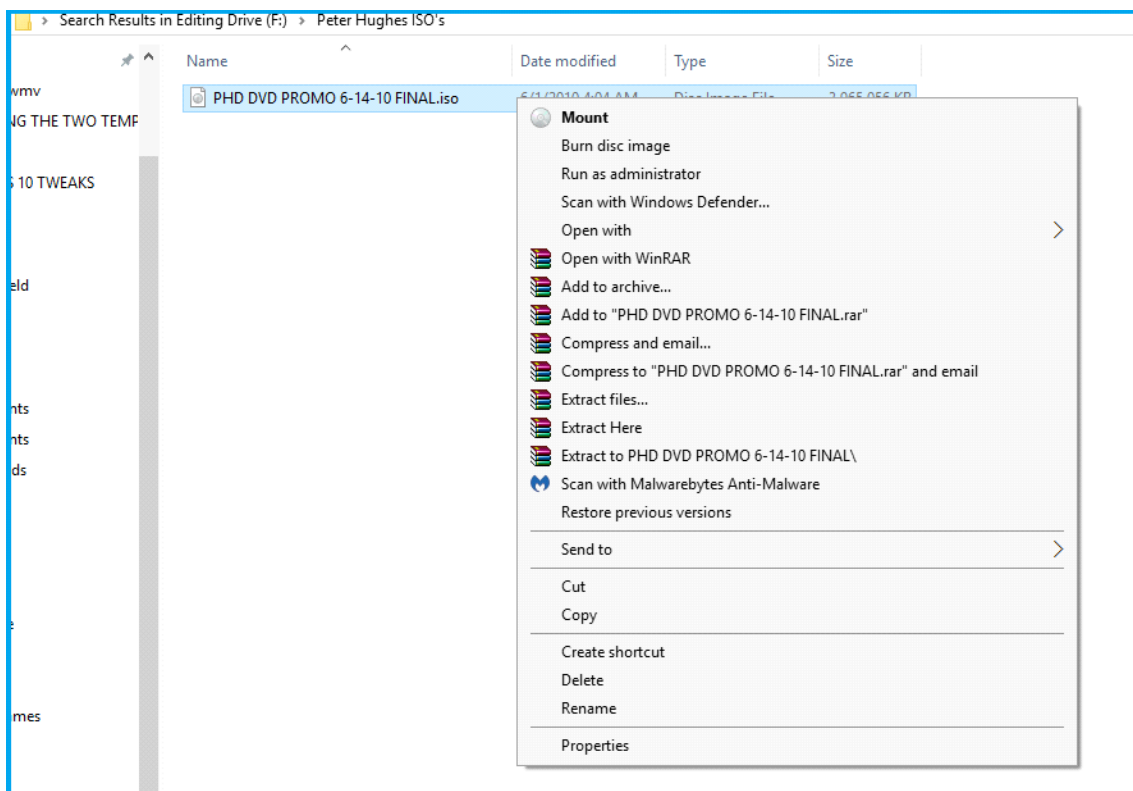 Search Results in Editing Drive (F:) > Peter Hughes ISO's
Name Date modified Type Size
wmv
PHD DVD PROMO 6-14-10 FINAL.iso
NG THE TWO TEMP
10 TWEAKS
eld
nts
nts
ds
mes
Mount
Burn disc image
Run as administrator
Scan with Windows Defender...
Open with
Open with WinRAR
Add to archive...
Add to "PHD DVD PROMO 6-14-10 FINAL.rar"
Compress and email...
Compress to "PHD DVD PROMO 6-14-10 FINAL.rar" and email
Extract files...
Extract Here
Extract to PHD DVD PROMO 6-14-10 FINAL\
Scan with Malwarebytes Anti-Malware
Restore previous versions
Send to
Cut
Copy
Create shortcut
Delete
Rename
Properties